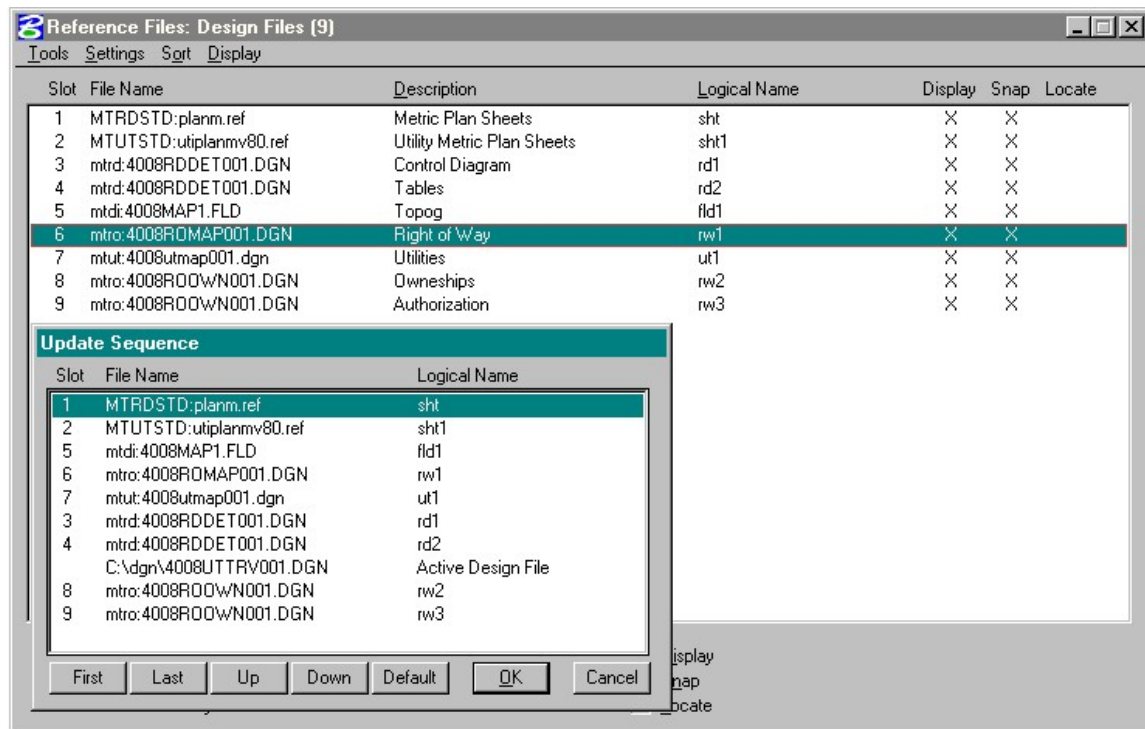 Reference Files: Design Files (9)
Tools Settings Sort Display
Slot File Name Description Logical Name Display Snap Locate
1 MTRDSTD:planm.ref Metric Plan Sheets sht X X
2 MTUTSTD:utiplanmv80.ref Utility Metric Plan Sheets sht1 X X
3 mtrd:4008RDDET001.DGN Control Diagram rd1 X X
4 mtrd:4008RDDET001.DGN Tables rd2 X X
5 mtdi:4008MAP1.FLD Topog fld1 X X
6 mtro:4008ROMAP001.DGN Right of Way rw1 X X
7 mtut:4008utmap001.dgn Utilities ut1 X X
8 mtro:4008ROOWN001.DGN Owneships rw2 X X
9 mtro:4008ROOWN001.DGN Authorization rw3 X X
Update Sequence
Slot File Name Logical Name
1 MTRDSTD:planm.ref sht
2 MTUTSTD:utiplanmv80.ref sht1
5 mtdi:4008MAP1.FLD fld1
6 mtro:4008ROMAP001.DGN rw1
7 mtut:4008utmap001.dgn ut1
3 mtrd:4008RDDET001.DGN rd1
4 mtrd:4008RDDET001.DGN rd2
C:\dgn\4008UTTRV001.DGN Active Design File
8 mtro:4008ROOWN001.DGN rw2
9 mtro:4008ROOWN001.DGN rw3
First Last Up Down Default OK Cancel
isplay
nap
ocate